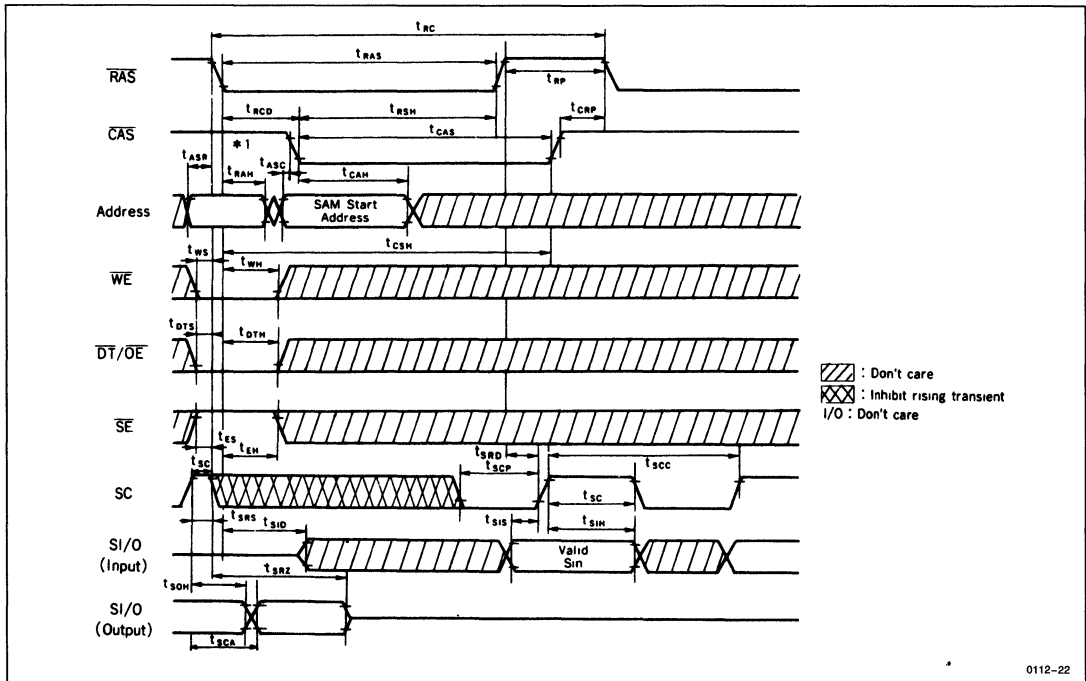 tRC
tRAS
RAS
tRP
tRCD
tRSH
tCRP
CAS
tCAS
*1
tASR
tRAH
tASC
tCAH
Address
SAM Start
Address
tCSH
tWS
tWH
WE
tDTS
tDTH
DT/OE
: Don't care
: Inhibit rising transient
I/O : Don't care
SE
tES
tEH
tSRD
tSC
tSCP
tSCC
SC
tSC
tSRS
tSID
tSIS
tSIH
SI/O
(Input)
Valid
Sin
tSRZ
tSOH
SI/O
(Output)
tSCA
0112-22